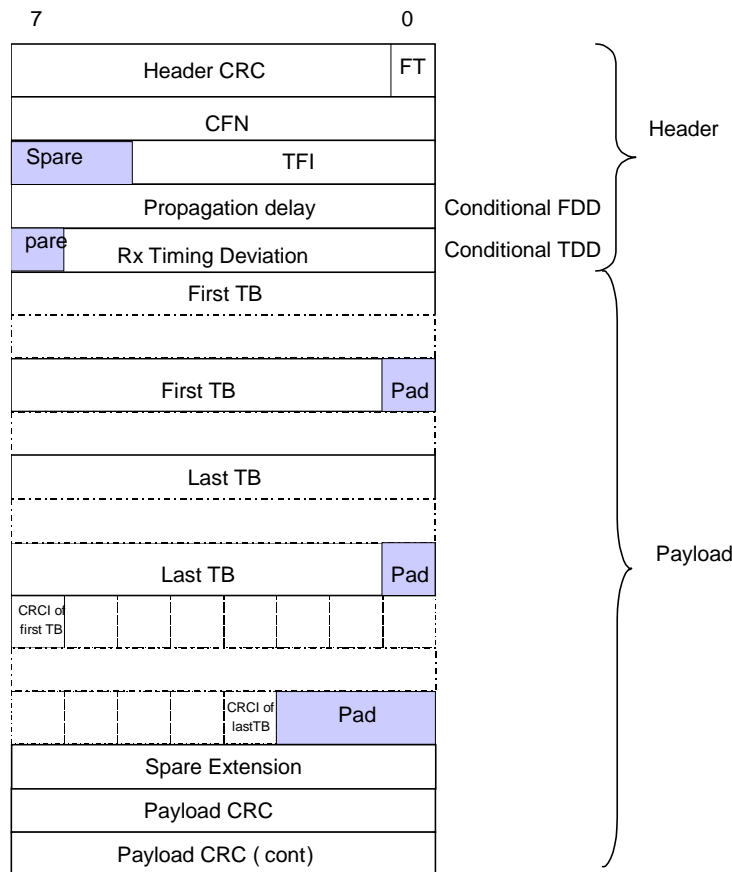 7 0
Header CRC FT
CFN
Header
Spare TFI
Propagation delay Conditional FDD
pare Rx Timing Deviation Conditional TDD
First TB
First TB Pad
Last TB
Payload
Last TB Pad
CRCI of
first TB
CRCI of
lastTB
Pad
Spare Extension
Payload CRC
Payload CRC ( cont)